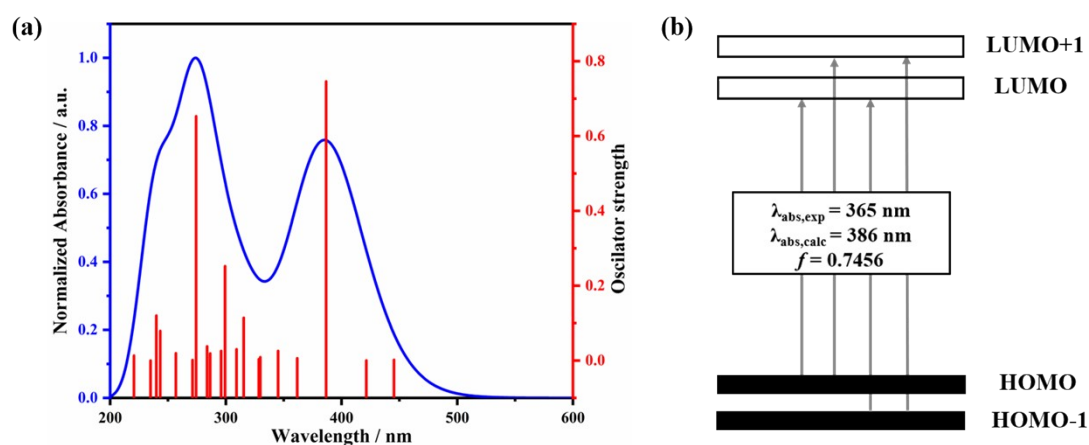 (a)
Normalized Absorbance / a.u.
1.0
0.8
0.6
0.4
0.2
0.0
200
300
400
500
600
Wavelength / nm
0.8
0.6
0.4
0.2
0.0
Oscilator strength
(b)
LUMO+1
LUMO
λabs,exp = 365 nm
λabs,calc = 386 nm
f = 0.7456
HOMO
HOMO-1